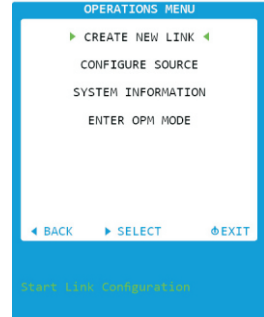 OPERATIONS MENU
CREATE NEW LINK
CONFIGURE SOURCE
SYSTEM INFORMATION
ENTER OPM MODE
BACK SELECT EXIT
Start Link Configuration